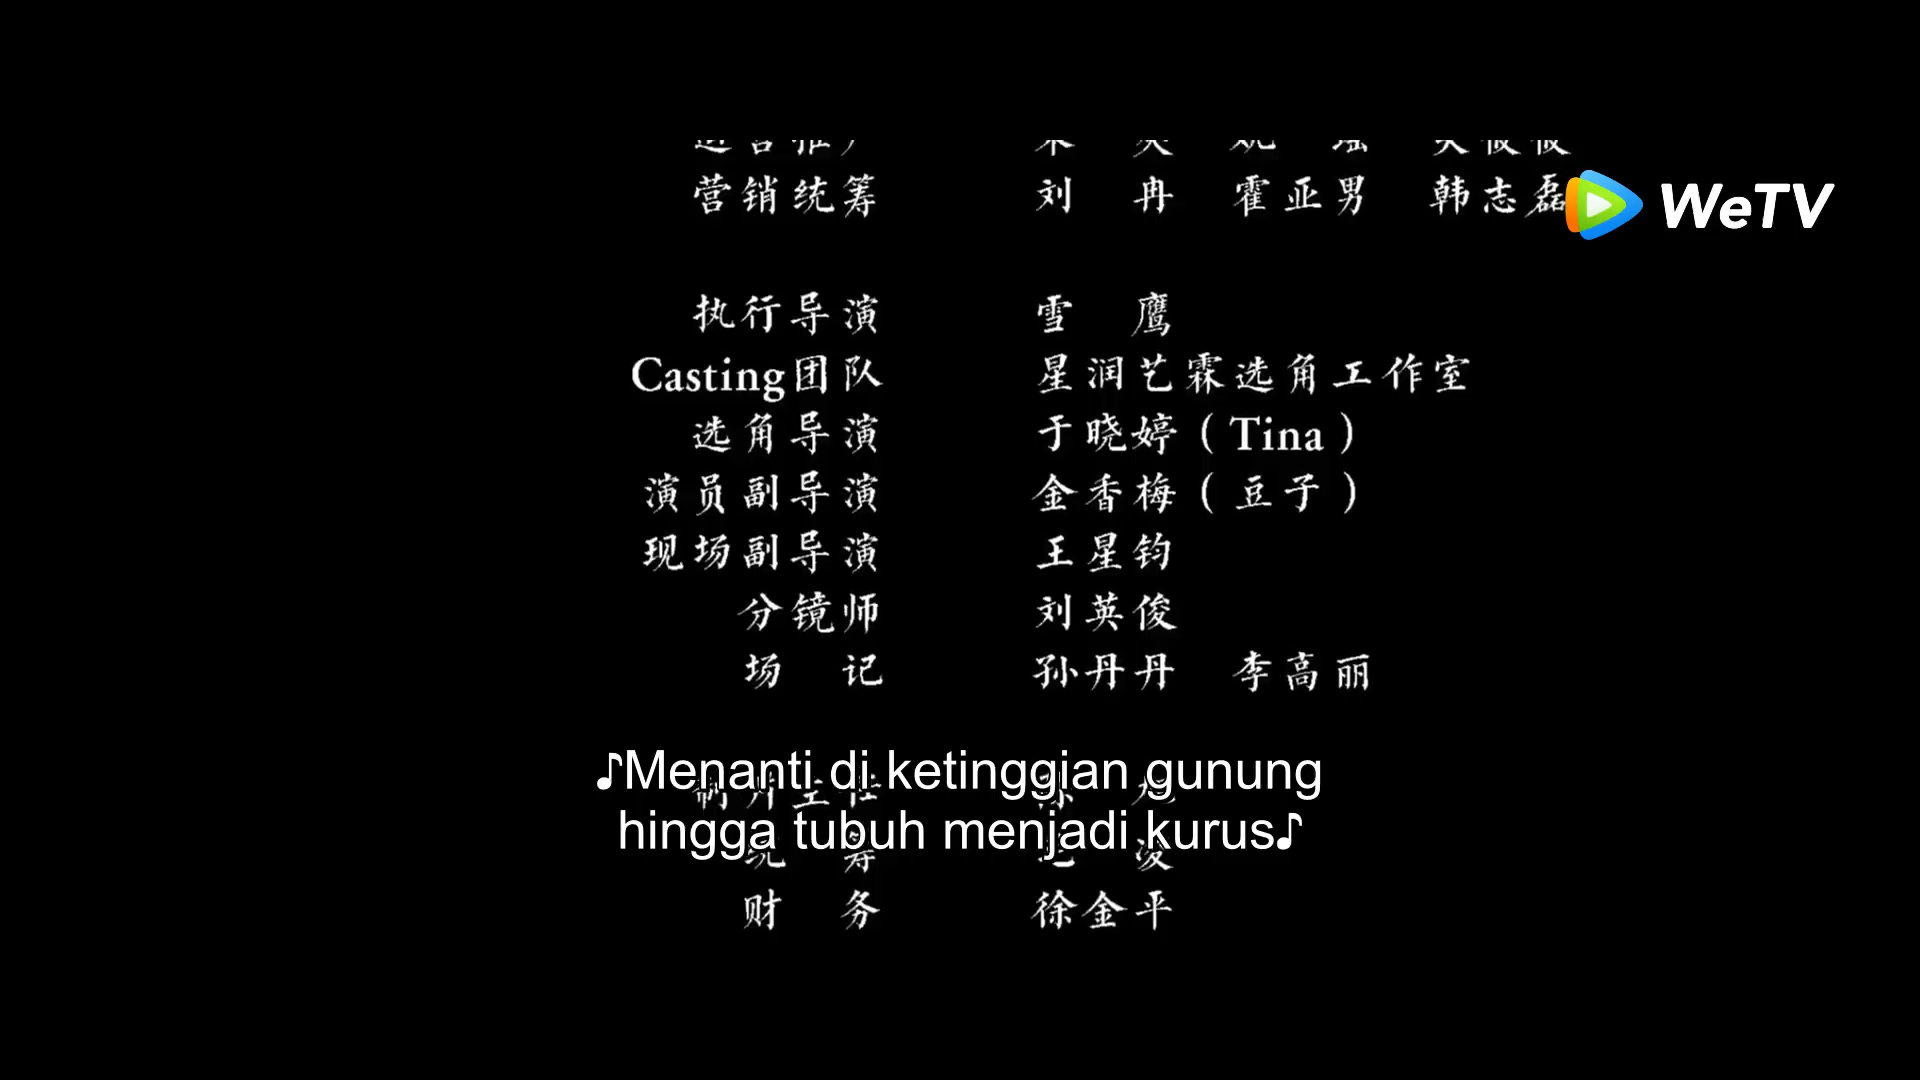 营销统筹 刘冉 霍亚男 韩志磊
WeTV
执行导演 雪鹰
Casting团队 星润艺霖选角工作室
选角导演 于晓婷（Tina）
演员副导演 金香梅（豆子）
现场副导演 王星钧
分镜师 刘英俊
场记 孙丹丹 李高丽
♪Menanti di ketinggian gunung
hingga tubuh menjadi kurus♪
财务 徐金平